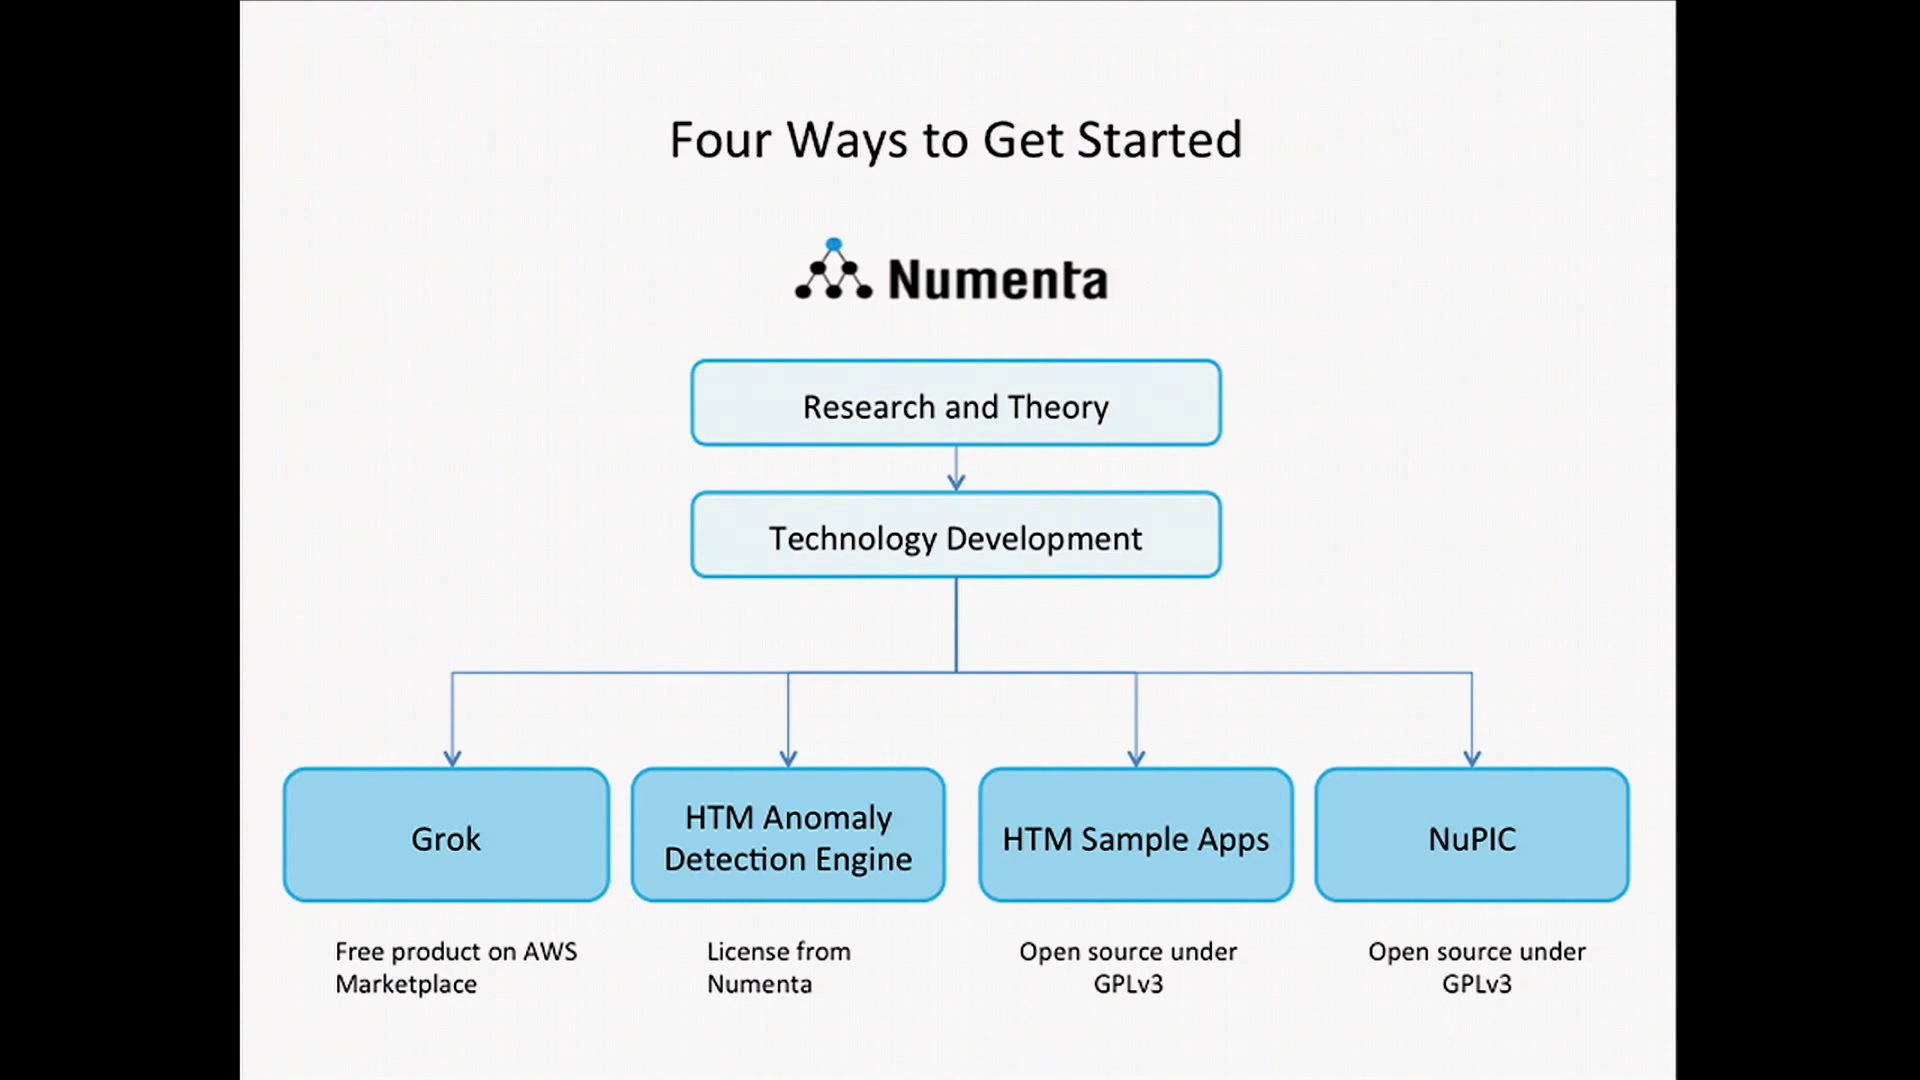 Four Ways to Get Started
Numenta
Research and Theory
Technology Development
Grok
HTM Anomaly
Detection Engine
HTM Sample Apps
NuPIC
Free product on AWS
Marketplace
License from
Numenta
Open source under
GPLv3
Open source under
GPLv3